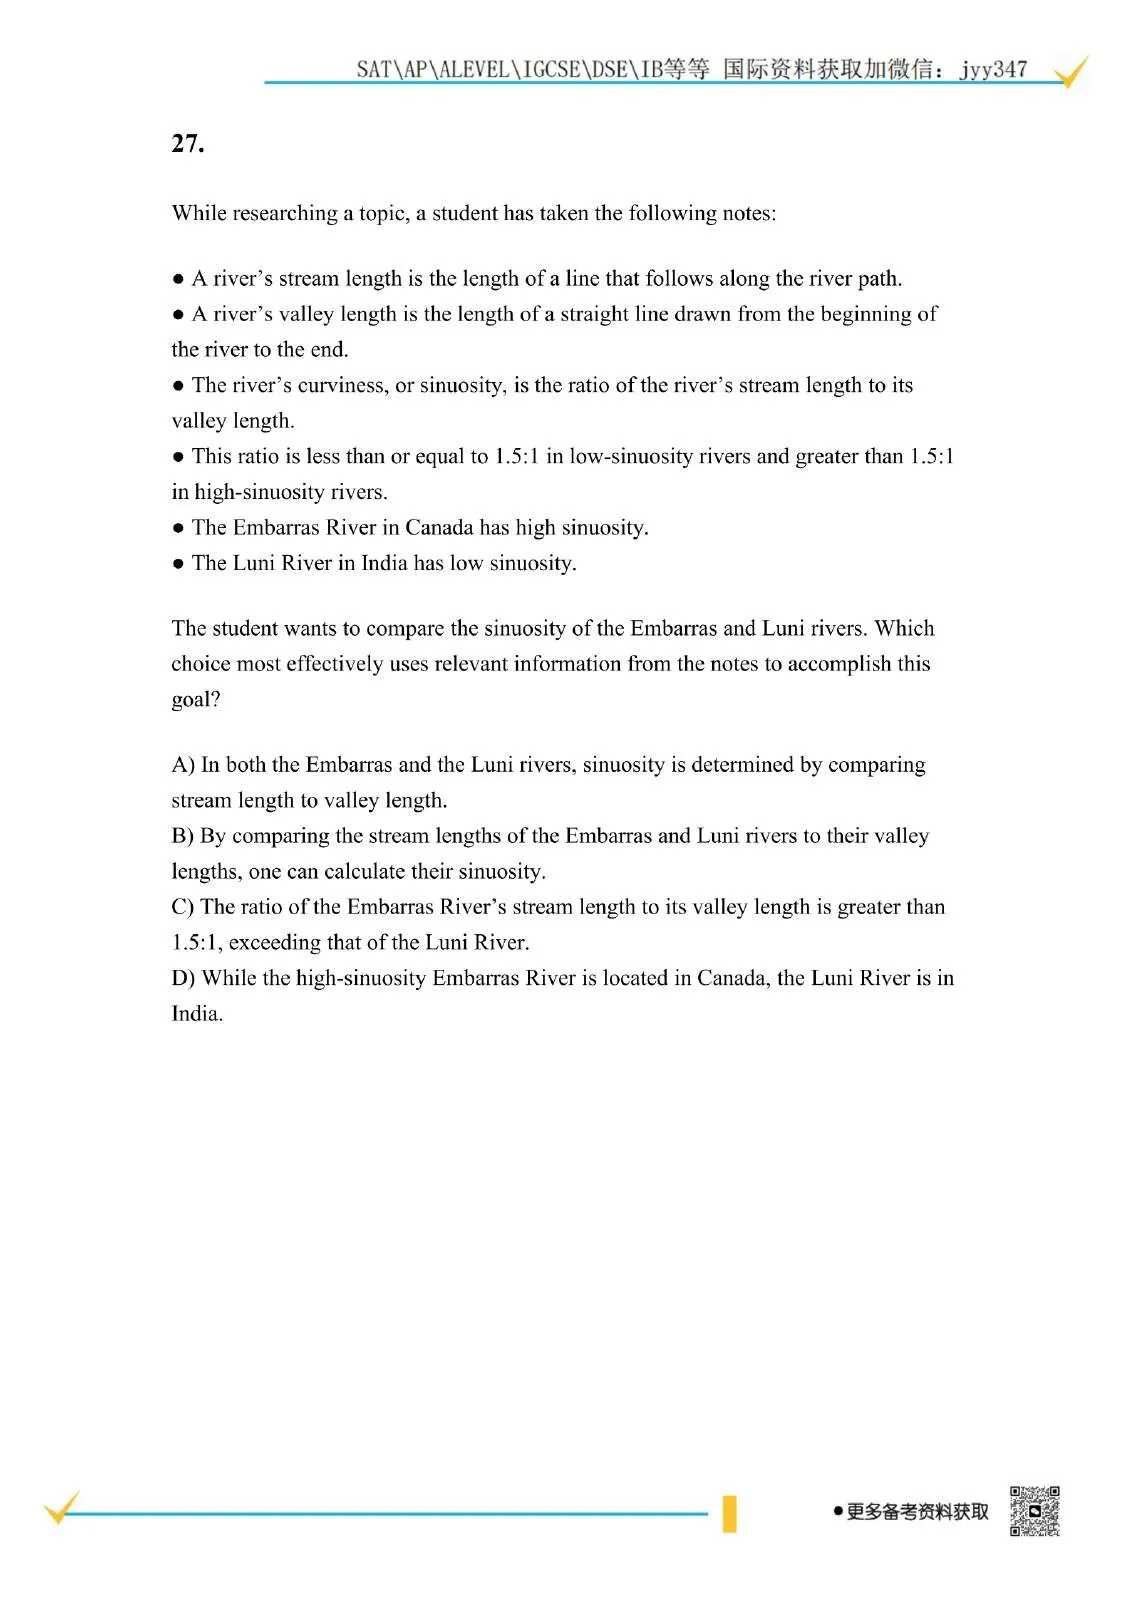 SAT\AP\ALEVEL\IGCSE\DSE\IB等等 国际资料获取加微信：jyy347
27.
While researching a topic, a student has taken the following notes:
● A river’s stream length is the length of a line that follows along the river path.
● A river’s valley length is the length of a straight line drawn from the beginning of
the river to the end.
● The river’s curviness, or sinuosity, is the ratio of the river’s stream length to its
valley length.
● This ratio is less than or equal to 1.5:1 in low-sinuosity rivers and greater than 1.5:1
in high-sinuosity rivers.
● The Embarras River in Canada has high sinuosity.
● The Luni River in India has low sinuosity.
The student wants to compare the sinuosity of the Embarras and Luni rivers. Which
choice most effectively uses relevant information from the notes to accomplish this
goal?
A) In both the Embarras and the Luni rivers, sinuosity is determined by comparing
stream length to valley length.
B) By comparing the stream lengths of the Embarras and Luni rivers to their valley
lengths, one can calculate their sinuosity.
C) The ratio of the Embarras River’s stream length to its valley length is greater than
1.5:1, exceeding that of the Luni River.
D) While the high-sinuosity Embarras River is located in Canada, the Luni River is in
India.
●更多备考资料获取